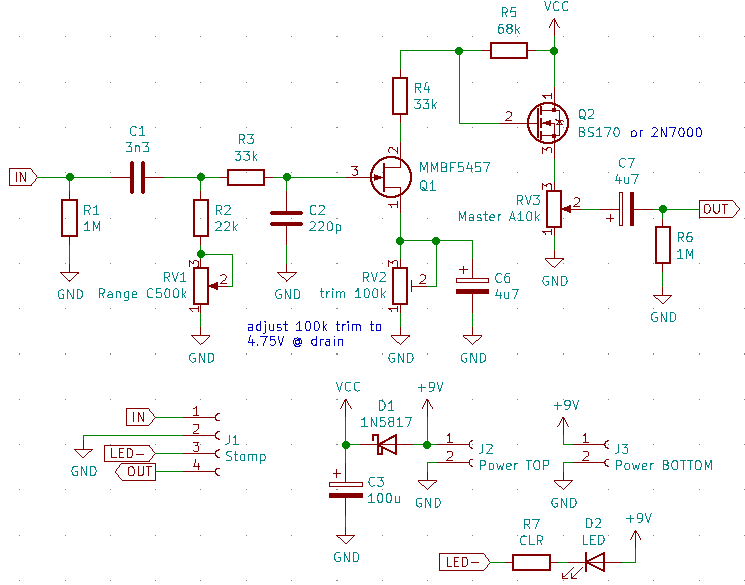 R5
68k
VCC
R4
33k
2
1
3
Q2
BS170 or 2N7000
C1
3n3
R3
33k
IN
3
2
1
MMBF5457
Q1
C7
4u7
+
OUT
R1
1M
R2
22k
C2
220p
RV3
Master A10k
3
2
1
R6
1M
GND
GND
GND
RV1
Range C500k
3
2
1
GND
RV2
trim 100k
3
2
1
+
C6
4u7
GND
adjust 100k trim to
4.75V @ drain
GND
GND
GND
VCC
+9V
D1
1N5817
+9V
IN
1
2
LED-
3
OUT
4
J1
Stomp
GND
1
2
J2
Power TOP
GND
1
2
J3
Power BOTTOM
GND
+
C3
100u
GND
LED-
R7
CLR
D2
LED
+9V